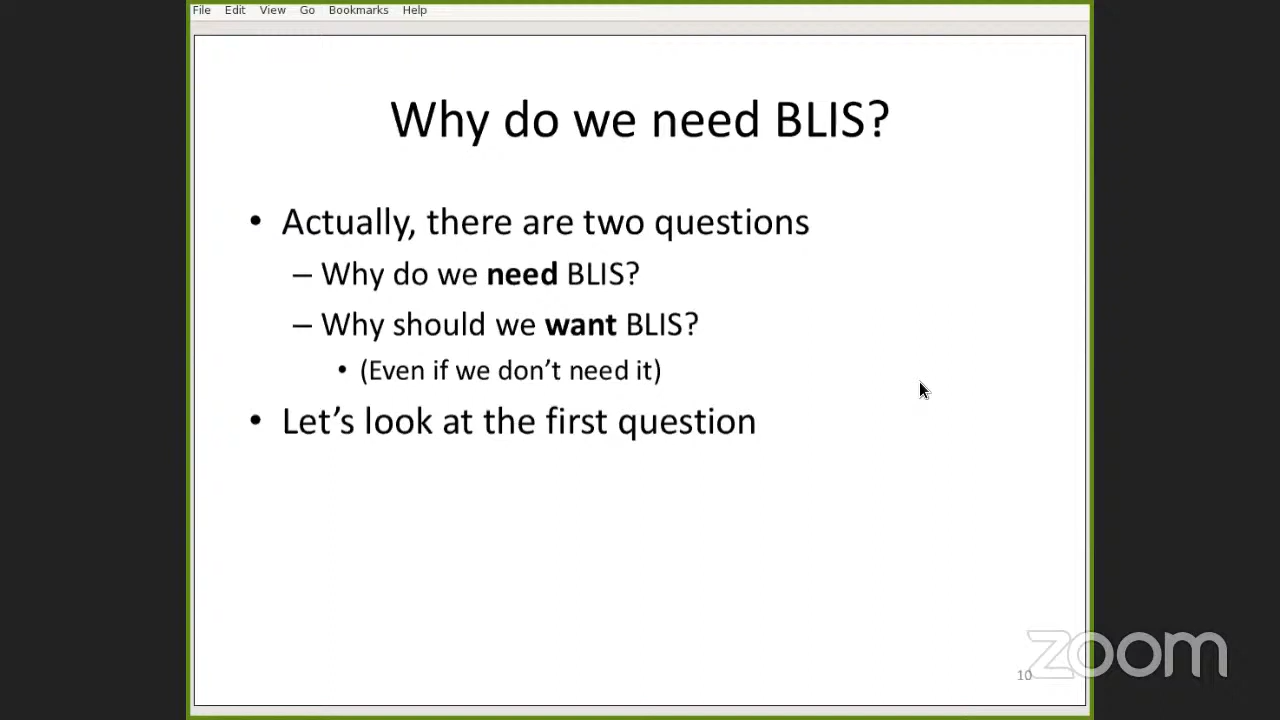 File Edit View Go Bookmarks Help
Why do we need BLIS?
• Actually, there are two questions
– Why do we need BLIS?
– Why should we want BLIS?
• (Even if we don’t need it)
• Let’s look at the first question
10
zoom